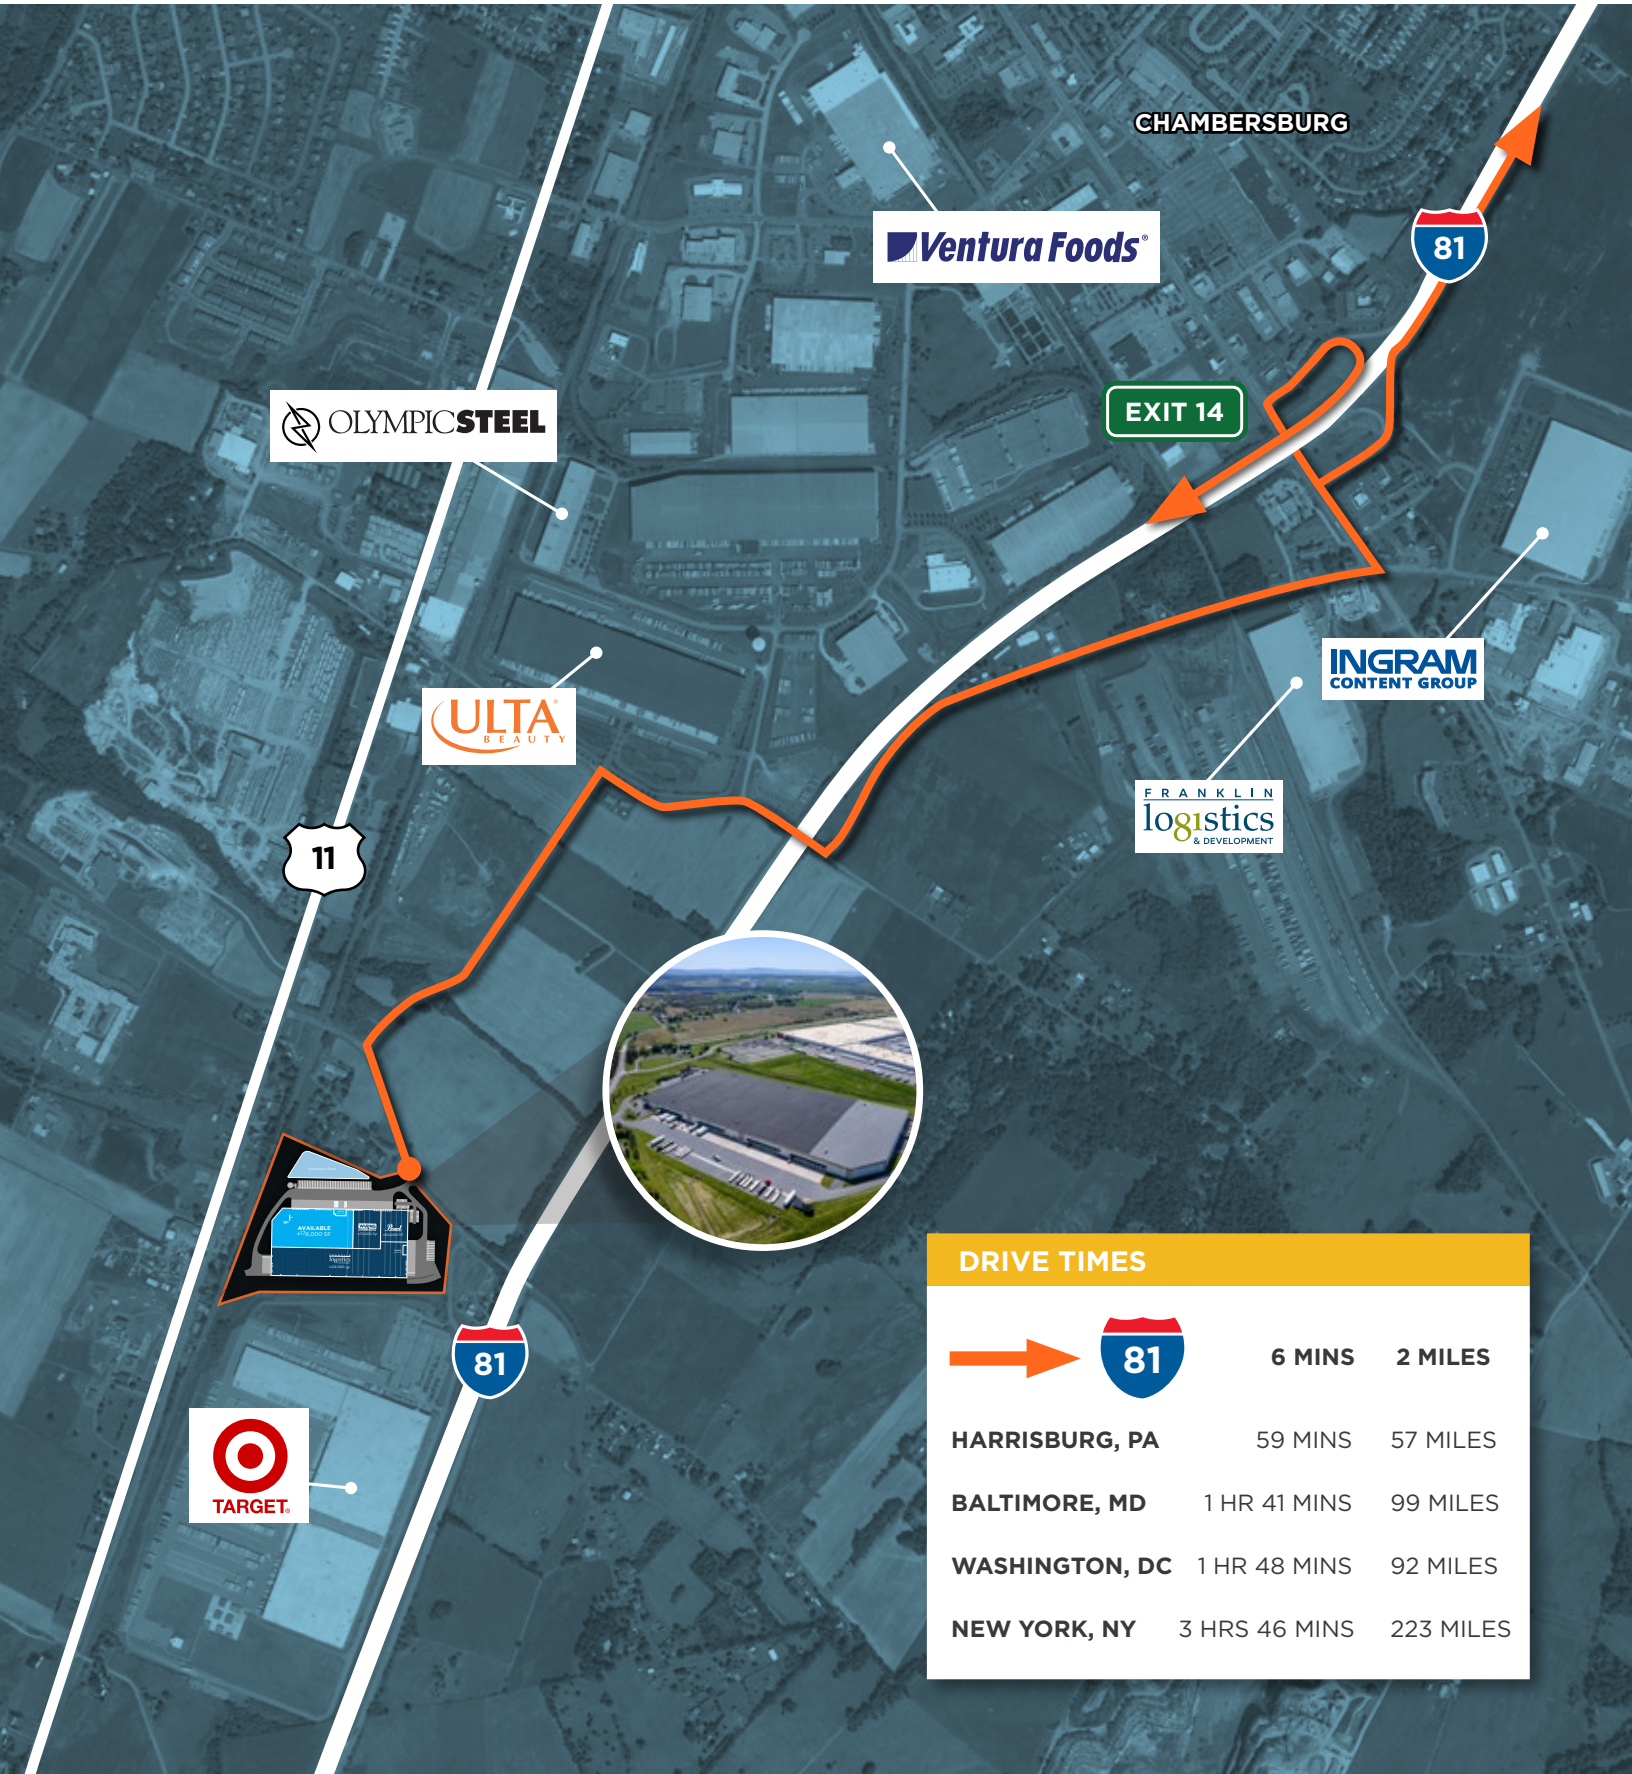 CHAMBERSBURG
Ventura Foods®
81
EXIT 14
OLYMPICSTEEL
INGRAM
CONTENT GROUP
ULTA
BEAUTY
FRANKLIN
logistics
& DEVELOPMENT
11
AVAILABLE
logistics
81
TARGET
DRIVE TIMES
81 6 MINS 2 MILES
HARRISBURG, PA 59 MINS 57 MILES
BALTIMORE, MD 1 HR 41 MINS 99 MILES
WASHINGTON, DC 1 HR 48 MINS 92 MILES
NEW YORK, NY 3 HRS 46 MINS 223 MILES